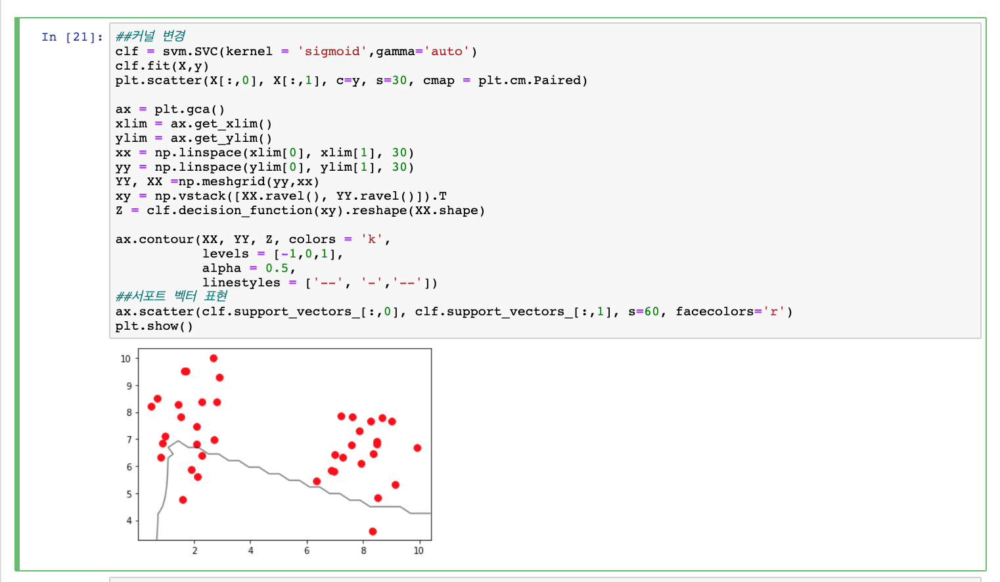 In [21]:
##커널 변경
clf = svm.SVC(kernel = 'sigmoid',gamma='auto')
clf.fit(X,y)
plt.scatter(X[:,0], X[:,1], c=y, s=30, cmap = plt.cm.Paired)
ax = plt.gca()
xlim = ax.get_xlim()
ylim = ax.get_ylim()
xx = np.linspace(xlim[0], xlim[1], 30)
yy = np.linspace(ylim[0], ylim[1], 30)
YY, XX =np.meshgrid(yy,xx)
xy = np.vstack([XX.ravel(), YY.ravel()]).T
Z = clf.decision_function(xy).reshape(XX.shape)
ax.contour(XX, YY, Z, colors = 'k',
levels = [-1,0,1],
alpha = 0.5,
linestyles = ['--', '-','--'])
##서포트 벡터 표현
ax.scatter(clf.support_vectors_[:,0], clf.support_vectors_[:,1], s=60, facecolors='r')
plt.show()
10
9
8
7
6
5
4
2 4 6 8 10